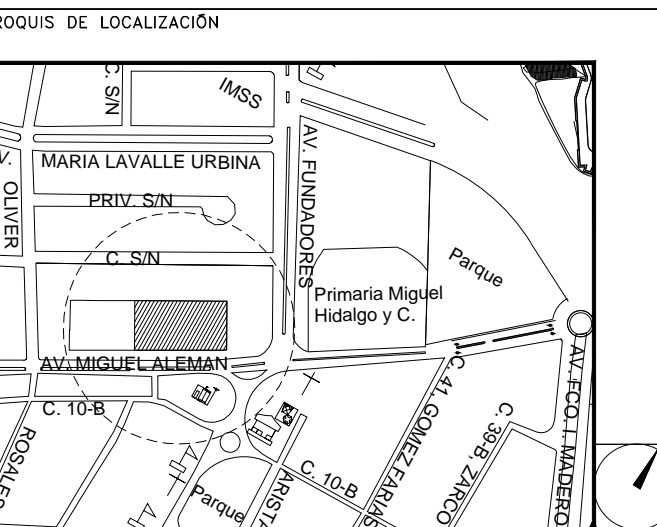 ROQUIS DE LOCALIZACIÓN
C. S/N
IMSS
V. OLIVER
MARIA LAVALLE URBINA
AV. FUNDADORES
PRIV. S/N
C. S/N
Parque
Primaria Miguel
Hidalgo y C.
AV. MIGUEL ALEMAN
C. 10-B
ROSALES
C. 41, GOMEZ FARIAS
C. 39-B, ZARCO
AV. FCO. I. MADERO
C. 10-B
ARISTA
Parque